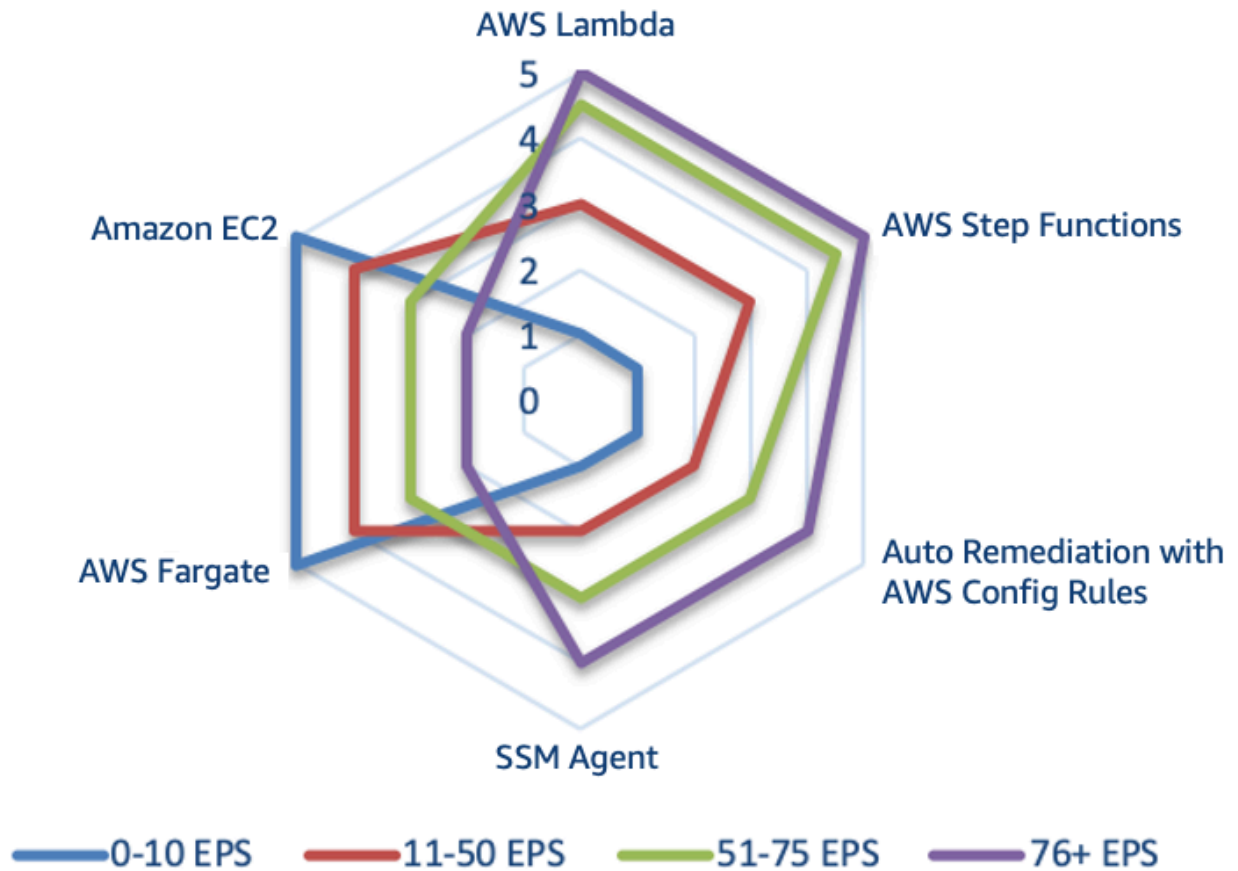 AWS Lambda
5
4
3
2
1
0
Amazon EC2
AWS Step Functions
AWS Fargate
Auto Remediation with
AWS Config Rules
SSM Agent
0-10 EPS
11-50 EPS
51-75 EPS
76+ EPS